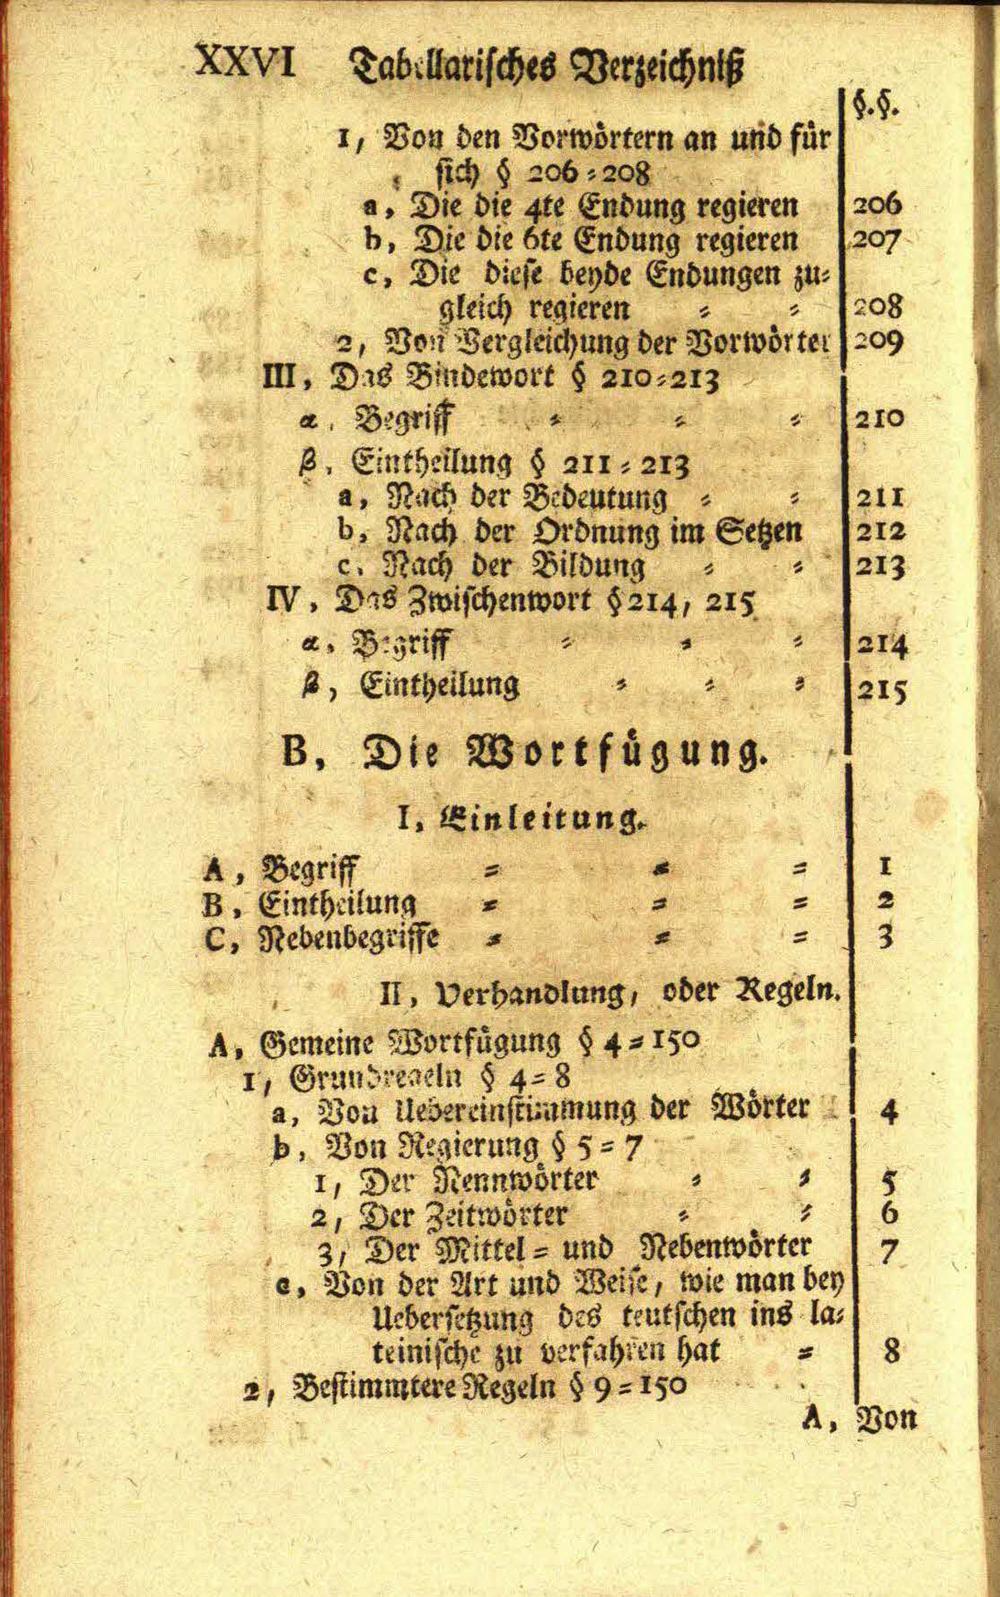 XXVI Tabellarisches Verzeichniß
§.§.
1, Von den Vorwörtern an und für
sich § 206=208
a, Die die 4te Endung regieren 206
b, Die die 6te Endung regieren 207
c, Die diese beyde Endungen zu=
gleich regieren = = 208
2, Von Vergleichung der Vorwörter 209
III, Das Bindewort § 210=213
α, Begriff = = = 210
β, Eintheilung § 211=213
a, Nach der Bedeutung = = 211
b, Nach der Ordnung im Setzen 212
c, Nach der Bildung = = 213
IV, Das Zwischenwort § 214, 215
α, Begriff = = = 214
β, Eintheilung = = = 215
B, Die Wortfügung.
I, Einleitung.
A, Begriff = = = 1
B, Eintheilung = = = 2
C, Nebenbegriffe = = = 3
II, Verhandlung, oder Regeln.
A, Gemeine Wortfügung § 4=150
1, Grundregeln § 4=8
a, Von Uebereinstimmung der Wörter 4
b, Von Regierung § 5=7
1, Der Nennwörter = = 5
2, Der Zeitwörter = = 6
3, Der Mittel= und Nebenwörter 7
c, Von der Art und Weise, wie man bey
Uebersetzung des teutschen ins la=
teinische zu verfahren hat = 8
2, Bestimmtere Regeln § 9=150
A, Von